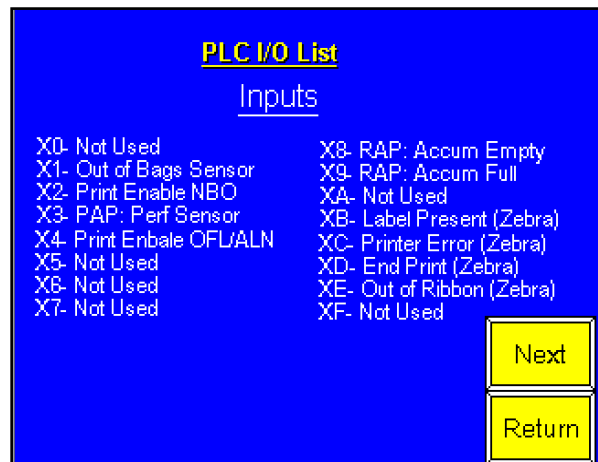 PLC I/O List
Inputs
X0- Not Used
X1- Out of Bags Sensor
X2- Print Enable NBO
X3- PAP: Perf Sensor
X4- Print Enbale OFL/ALN
X5- Not Used
X6- Not Used
X7- Not Used
X8- RAP: Accum Empty
X9- RAP: Accum Full
XA- Not Used
XB- Label Present (Zebra)
XC- Printer Error (Zebra)
XD- End Print (Zebra)
XE- Out of Ribbon (Zebra)
XF- Not Used
Next
Return